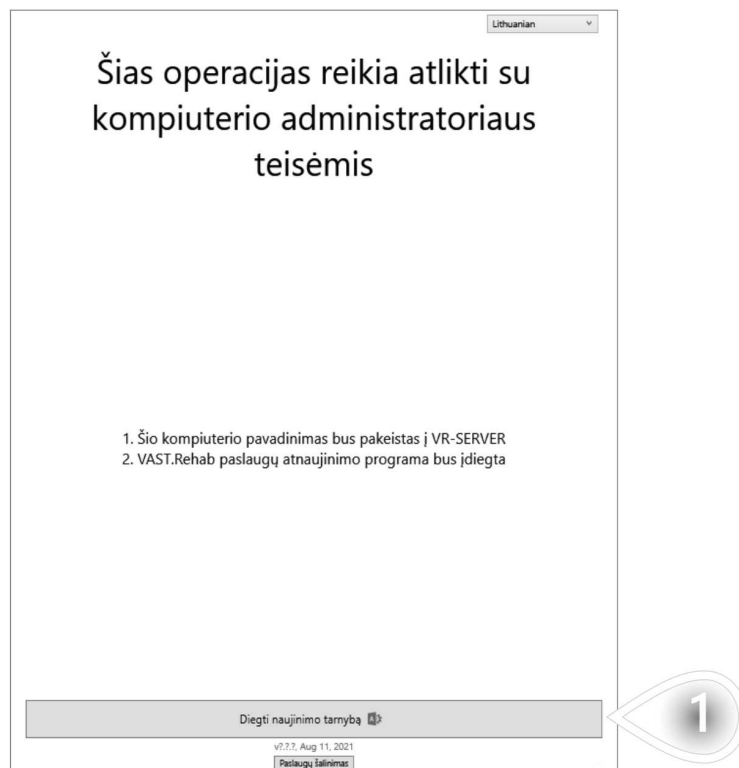 Lithuanian
Šias operacijas reikia atlikti su
kompiuterio administratoriaus
teisėmis
1. Šio kompiuterio pavadinimas bus pakeistas į VR-SERVER
2. VAST.Rehab paslaugų atnaujinimo programa bus įdiegta
Diegti naujinimo tarnybą
1
v?.?.?, Aug 11, 2021
Paslaugų šalinimas